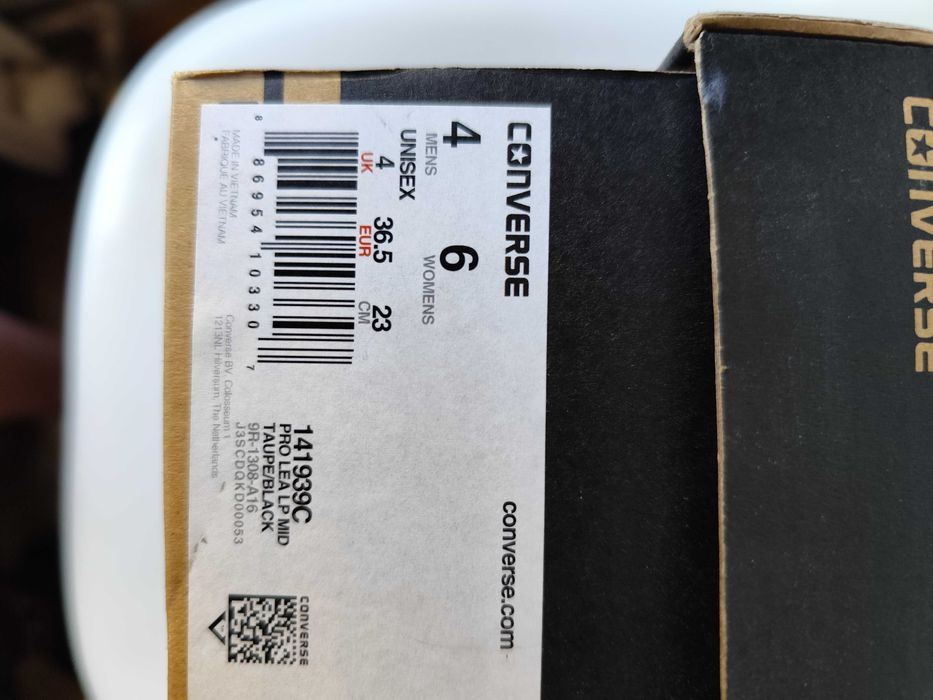 CONVERSE
4 6
MENS WOMENS
UNISEX
4 36.5 23
UK EUR CM
8 86954 10330 7
MADE IN VIETNAM
FABRIQUE AU VIETNAM
141939C
PRO LEA LP MID
TAUPE/BLACK
9R-1308-A16
J3SCDQKD00053
Converse BV, Colosseum 1
1213NL Hilversum, The Netherlands
converse.com
CONVERSE
CONVERSE